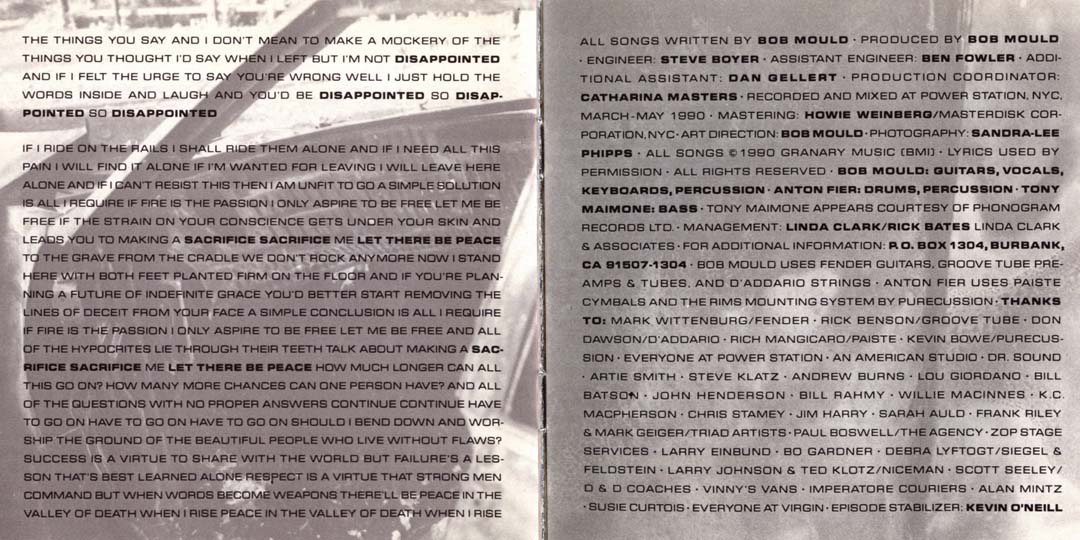 THE THINGS YOU SAY AND I DON'T MEAN TO MAKE A MOCKERY OF THE
THINGS YOU THOUGHT I'D SAY WHEN I LEFT BUT I'M NOT DISAPPOINTED
AND IF I FELT THE URGE TO SAY YOU'RE WRONG WELL I JUST HOLD THE
WORDS INSIDE AND LAUGH AND YOU'D BE DISAPPOINTED SO DISAP-
POINTED SO DISAPPOINTED
IF I RIDE ON THE RAILS I SHALL RIDE THEM ALONE AND IF I NEED ALL THIS
PAIN I WILL FIND IT ALONE IF I'M WANTED FOR LEAVING I WILL LEAVE HERE
ALONE AND IF I CAN'T RESIST THIS THEN I AM UNFIT TO GO A SIMPLE SOLUTION
IS ALL I REQUIRE IF FIRE IS THE PASSION I ONLY ASPIRE TO BE FREE LET ME BE
FREE IF THE STRAIN ON YOUR CONSCIENCE GETS UNDER YOUR SKIN AND
LEADS YOU TO MAKING A SACRIFICE SACRIFICE ME LET THERE BE PEACE
TO THE GRAVE FROM THE CRADLE WE DON'T ROCK ANYMORE NOW I STAND
HERE WITH BOTH FEET PLANTED FIRM ON THE FLOOR AND IF YOU'RE PLAN-
NING A FUTURE OF INDEFINITE GRACE YOU'D BETTER START REMOVING THE
LINES OF DECEIT FROM YOUR FACE A SIMPLE CONCLUSION IS ALL I REQUIRE
IF FIRE IS THE PASSION I ONLY ASPIRE TO BE FREE LET ME BE FREE AND ALL
OF THE HYPOCRITES LIE THROUGH THEIR TEETH TALK ABOUT MAKING A SAC-
RIFICE SACRIFICE ME LET THERE BE PEACE HOW MUCH LONGER CAN ALL
THIS GO ON? HOW MANY MORE CHANCES CAN ONE PERSON HAVE? AND ALL
OF THE QUESTIONS WITH NO PROPER ANSWERS CONTINUE CONTINUE HAVE
TO GO ON HAVE TO GO ON HAVE TO GO ON SHOULD I BEND DOWN AND WOR-
SHIP THE GROUND OF THE BEAUTIFUL PEOPLE WHO LIVE WITHOUT FLAWS?
SUCCESS IS A VIRTUE TO SHARE WITH THE WORLD BUT FAILURE'S A LES-
SON THAT'S BEST LEARNED ALONE RESPECT IS A VIRTUE THAT STRONG MEN
COMMAND BUT WHEN WORDS BECOME WEAPONS THERE'LL BE PEACE IN THE
VALLEY OF DEATH WHEN I RISE PEACE IN THE VALLEY OF DEATH WHEN I RISE
ALL SONGS WRITTEN BY BOB MOULD · PRODUCED BY BOB MOULD
· ENGINEER: STEVE BOYER · ASSISTANT ENGINEER: BEN FOWLER · ADDI-
TIONAL ASSISTANT: DAN GELLERT · PRODUCTION COORDINATOR:
CATHARINA MASTERS · RECORDED AND MIXED AT POWER STATION, NYC,
MARCH-MAY 1990 · MASTERING: HOWIE WEINBERG/MASTERDISK COR-
PORATION, NYC · ART DIRECTION: BOB MOULD · PHOTOGRAPHY: SANDRA-LEE
PHIPPS · ALL SONGS ©1990 GRANARY MUSIC (BMI) · LYRICS USED BY
PERMISSION · ALL RIGHTS RESERVED · BOB MOULD: GUITARS, VOCALS,
KEYBOARDS, PERCUSSION · ANTON FIER: DRUMS, PERCUSSION · TONY
MAIMONE: BASS · TONY MAIMONE APPEARS COURTESY OF PHONOGRAM
RECORDS LTD. · MANAGEMENT: LINDA CLARK/RICK BATES LINDA CLARK
& ASSOCIATES · FOR ADDITIONAL INFORMATION: P.O. BOX 1304, BURBANK,
CA 91507-1304 · BOB MOULD USES FENDER GUITARS, GROOVE TUBE PRE-
AMPS & TUBES, AND D'ADDARIO STRINGS · ANTON FIER USES PAISTE
CYMBALS AND THE RIMS MOUNTING SYSTEM BY PURECUSSION · THANKS
TO: MARK WITTENBURG/FENDER · RICK BENSON/GROOVE TUBE · DON
DAWSON/D'ADDARIO · RICH MANGICARO/PAISTE · KEVIN BOWE/PURECUS-
SION · EVERYONE AT POWER STATION · AN AMERICAN STUDIO · DR. SOUND
· ARTIE SMITH · STEVE KLATZ · ANDREW BURNS · LOU GIORDANO · BILL
BATSON · JOHN HENDERSON · BILL RAHMY · WILLIE MACINNES · K.C.
MACPHERSON · CHRIS STAMEY · JIM HARRY · SARAH AULD · FRANK RILEY
& MARK GEIGER/TRIAD ARTISTS · PAUL BOSWELL/THE AGENCY · ZOP STAGE
SERVICES · LARRY EINBUND · BO GARDNER · DEBRA LYFTOGT/SIEGEL &
FELDSTEIN · LARRY JOHNSON & TED KLOTZ/NICEMAN · SCOTT SEELEY/
D & D COACHES · VINNY'S VANS · IMPERATORE COURIERS · ALAN MINTZ
· SUSIE CURTOIS · EVERYONE AT VIRGIN · EPISODE STABILIZER: KEVIN O'NEILL